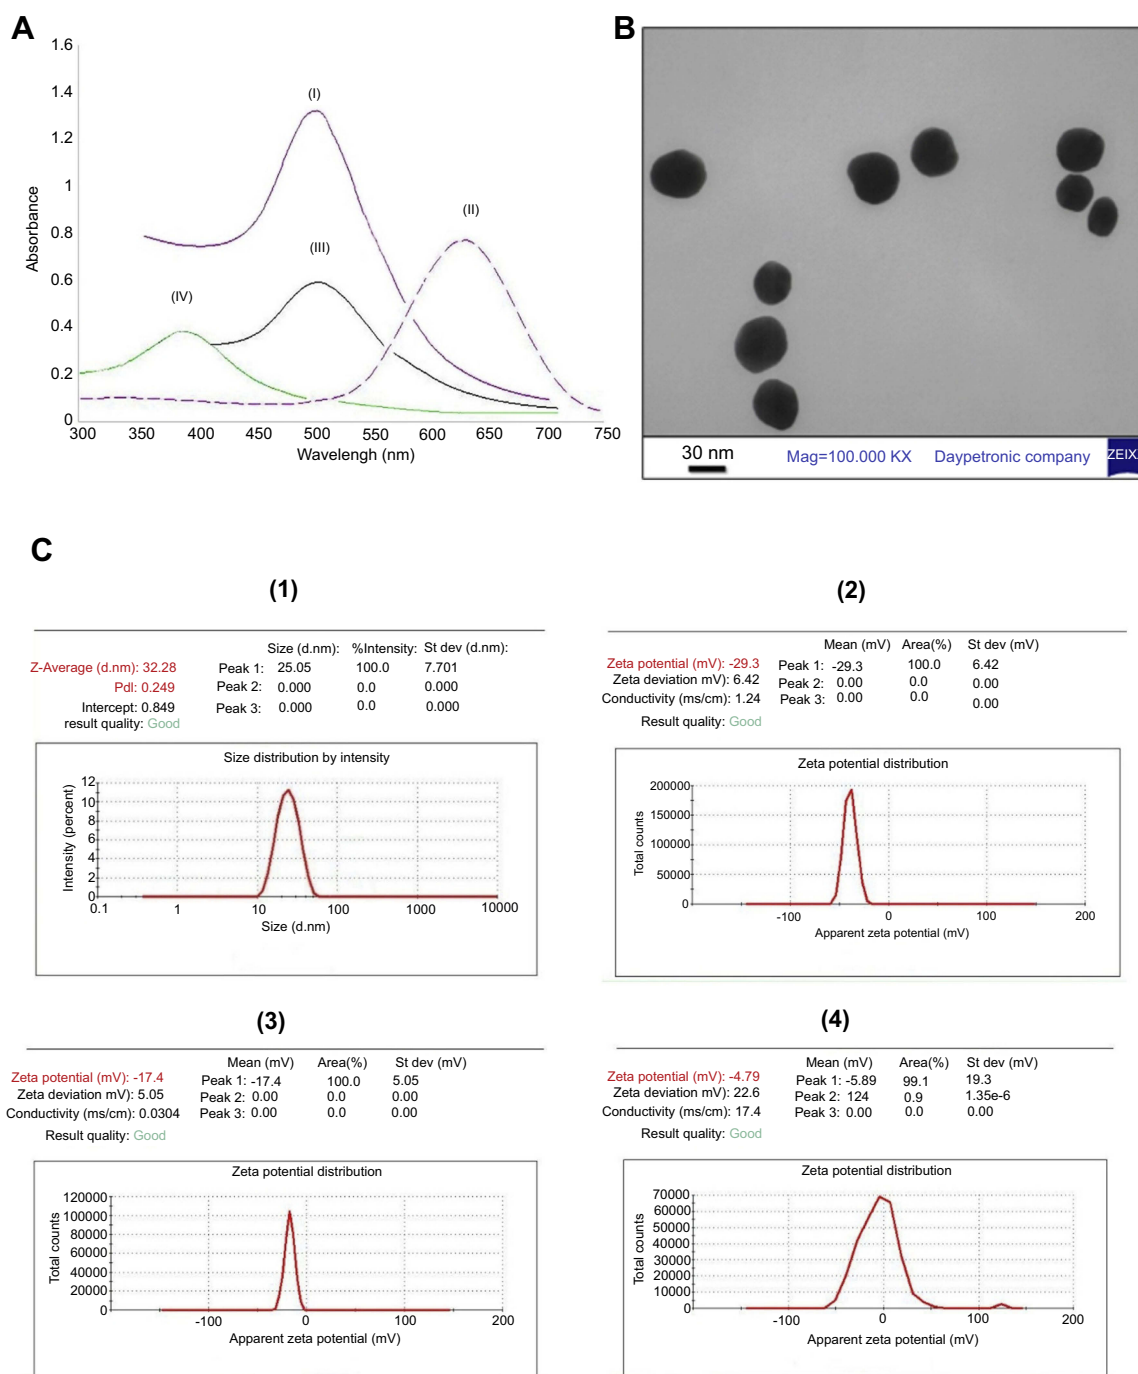 A
1.6
1.4
1.2
1
0.8
0.6
0.4
0.2
0
Absorbance
(I)
(II)
(III)
(IV)
300 350 400 450 500 550 600 650 700 750
Wavelengh (nm)
B
30 nm
Mag=100.000 KX Daypetronic company
ZEIX
C
(1)
Size (d.nm): %Intensity: St dev (d.nm):
Z-Average (d.nm): 32.28 Peak 1: 25.05 100.0 7.701
PdI: 0.249 Peak 2: 0.000 0.0 0.000
Intercept: 0.849 Peak 3: 0.000 0.0 0.000
result quality: Good
Size distribution by intensity
12
10
8
6
4
2
0
Intensity (percent)
0.1 1 10 100 1000 10000
Size (d.nm)
(2)
Mean (mV) Area(%) St dev (mV)
Zeta potential (mV): -29.3 Peak 1: -29.3 100.0 6.42
Zeta deviation mV): 6.42 Peak 2: 0.00 0.0 0.00
Conductivity (ms/cm): 1.24 Peak 3: 0.00 0.0 0.00
Result quality: Good
Zeta potential distribution
200000
150000
100000
50000
0
Total counts
-100 0 100 200
Apparent zeta potential (mV)
(3)
Mean (mV) Area(%) St dev (mV)
Zeta potential (mV): -17.4 Peak 1: -17.4 100.0 5.05
Zeta deviation mV): 5.05 Peak 2: 0.00 0.0 0.00
Conductivity (ms/cm): 0.0304 Peak 3: 0.00 0.0 0.00
Result quality: Good
Zeta potential distribution
120000
100000
80000
60000
40000
20000
0
Total counts
-100 0 100 200
Apparent zeta potential (mV)
(4)
Mean (mV) Area(%) St dev (mV)
Zeta potential (mV): -4.79 Peak 1: -5.89 99.1 19.3
Zeta deviation mV): 22.6 Peak 2: 124 0.9 1.35e-6
Conductivity (ms/cm): 17.4 Peak 3: 0.00 0.0 0.00
Result quality: Good
Zeta potential distribution
70000
60000
50000
40000
30000
20000
10000
0
Total counts
-100 0 100 200
Apparent zeta potential (mV)